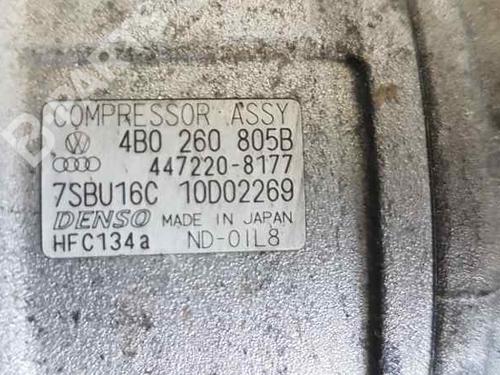 COMPRESSOR ASSY
4B0 260 805B
447220-8177
7SBU16C 10D02269
DENSO MADE IN JAPAN
HFC134a ND-OIL8